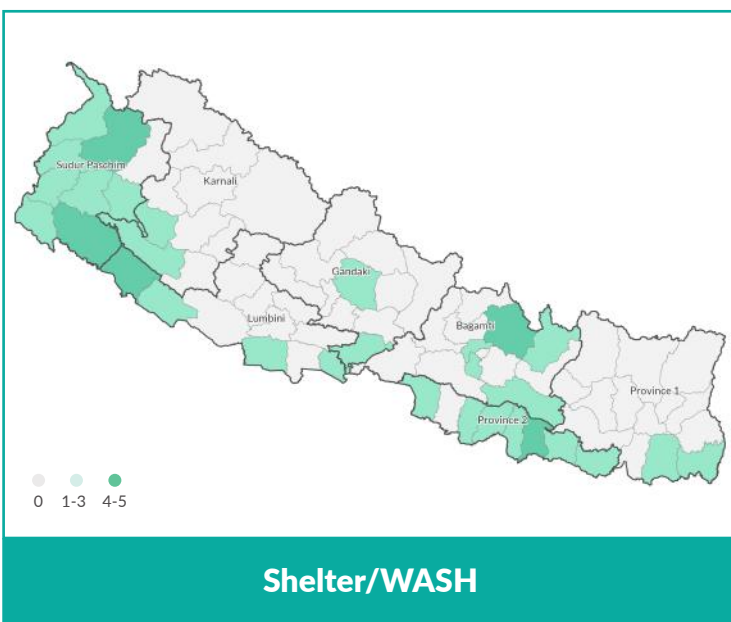 Sudur Paschim
Karnali
Gandaki
Lumbini
Bagamti
Province 1
Province 2
0 1-3 4-5
Shelter/WASH